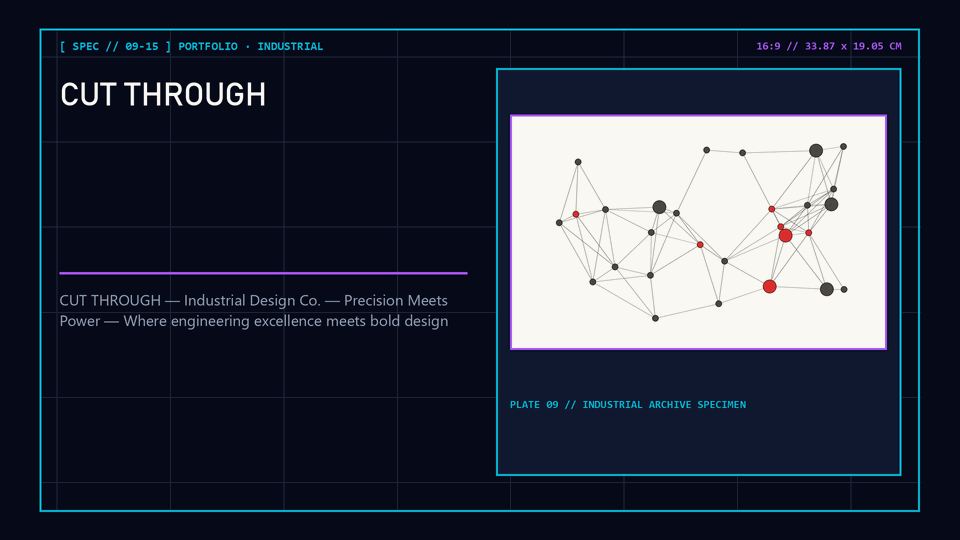 [ SPEC // 09-15 ] PORTFOLIO · INDUSTRIAL
16:9 // 33.87 x 19.05 CM
CUT THROUGH
CUT THROUGH — Industrial Design Co. — Precision Meets
Power — Where engineering excellence meets bold design
PLATE 09 // INDUSTRIAL ARCHIVE SPECIMEN